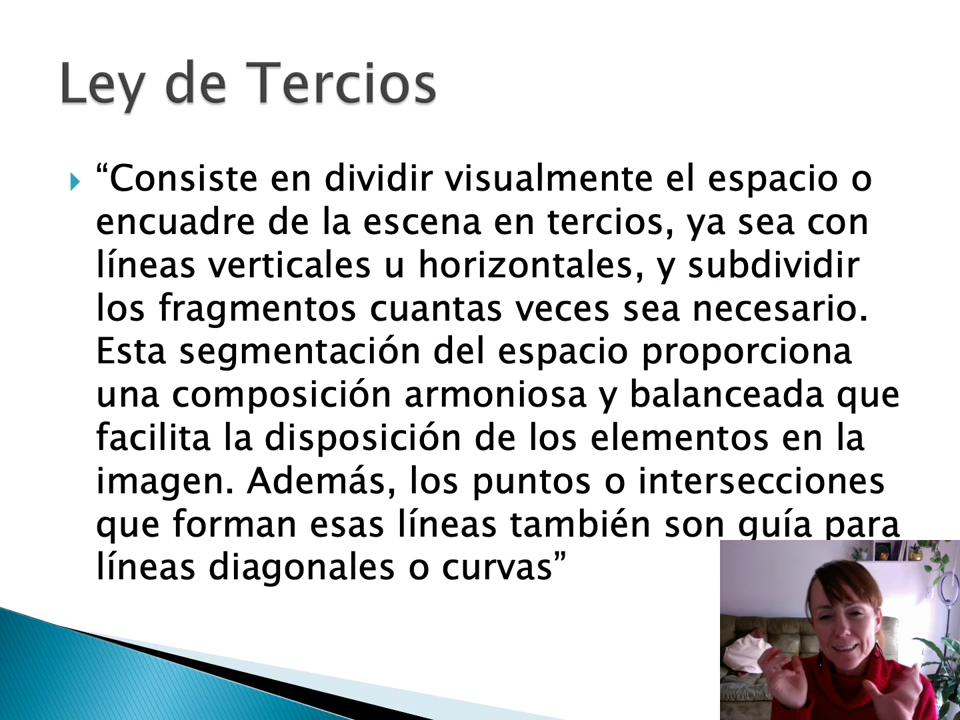 Ley de Tercios
“Consiste en dividir visualmente el espacio o
encuadre de la escena en tercios, ya sea con
líneas verticales u horizontales, y subdividir
los fragmentos cuantas veces sea necesario.
Esta segmentación del espacio proporciona
una composición armoniosa y balanceada que
facilita la disposición de los elementos en la
imagen. Además, los puntos o intersecciones
que forman esas líneas también son guía para
líneas diagonales o curvas”